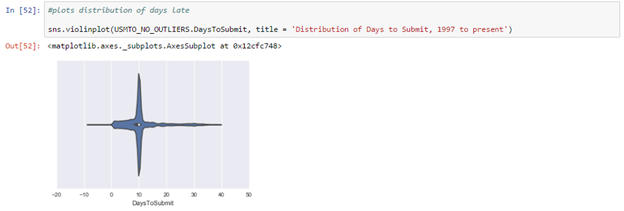 In [52]: #plots distribution of days late
sns.violinplot(USMTO_NO_OUTLIERS.DaysToSubmit, title = 'Distribution of Days to Submit, 1997 to present')
Out[52]: <matplotlib.axes._subplots.AxesSubplot at 0x12cfc748>
−20 −10 0 10 20 30 40 50
DaysToSubmit